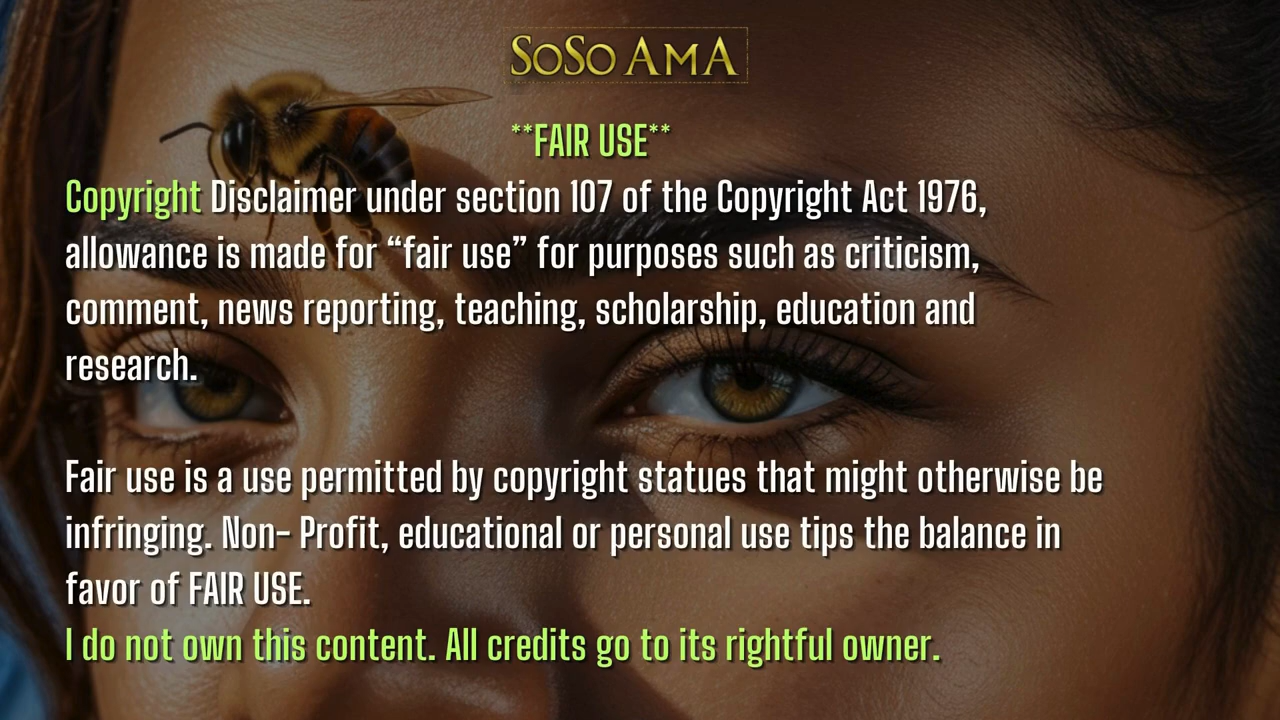 SoSo AmA
**FAIR USE**
Copyright Disclaimer under section 107 of the Copyright Act 1976,
allowance is made for “fair use” for purposes such as criticism,
comment, news reporting, teaching, scholarship, education and
research.
Fair use is a use permitted by copyright statues that might otherwise be
infringing. Non- Profit, educational or personal use tips the balance in
favor of FAIR USE.
I do not own this content. All credits go to its rightful owner.